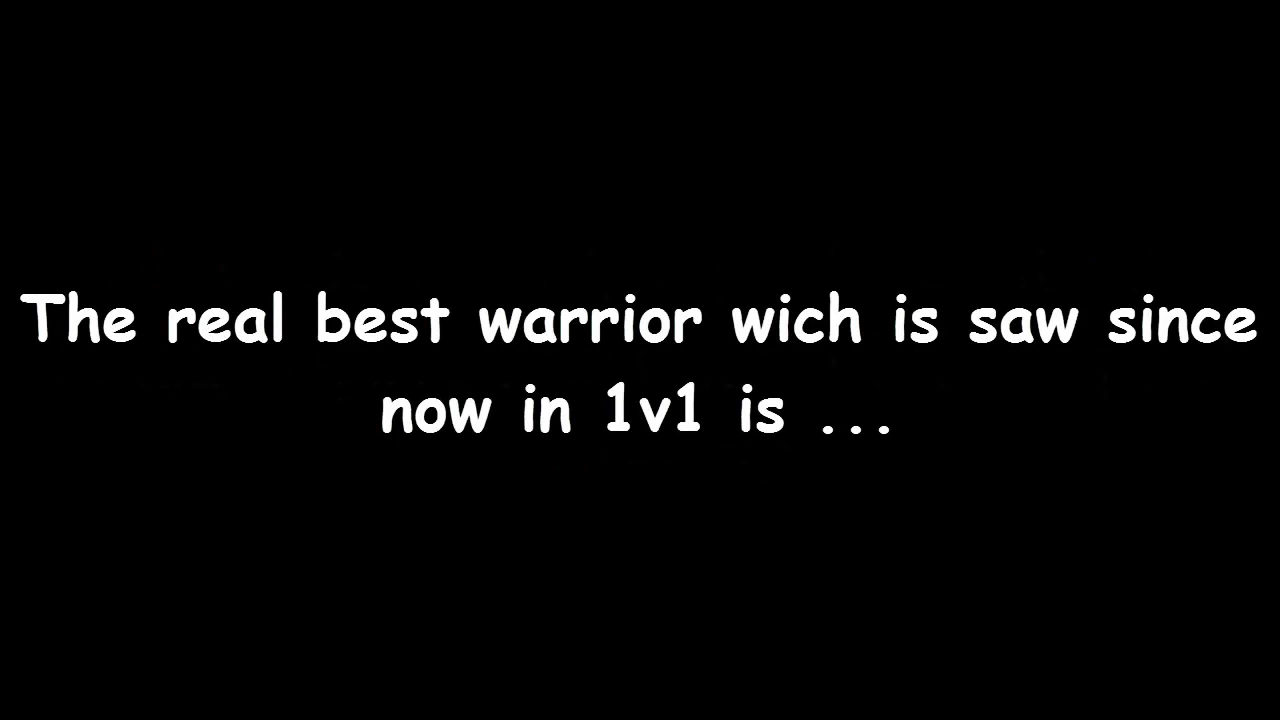 The real best warrior wich is saw since
now in 1v1 is ...